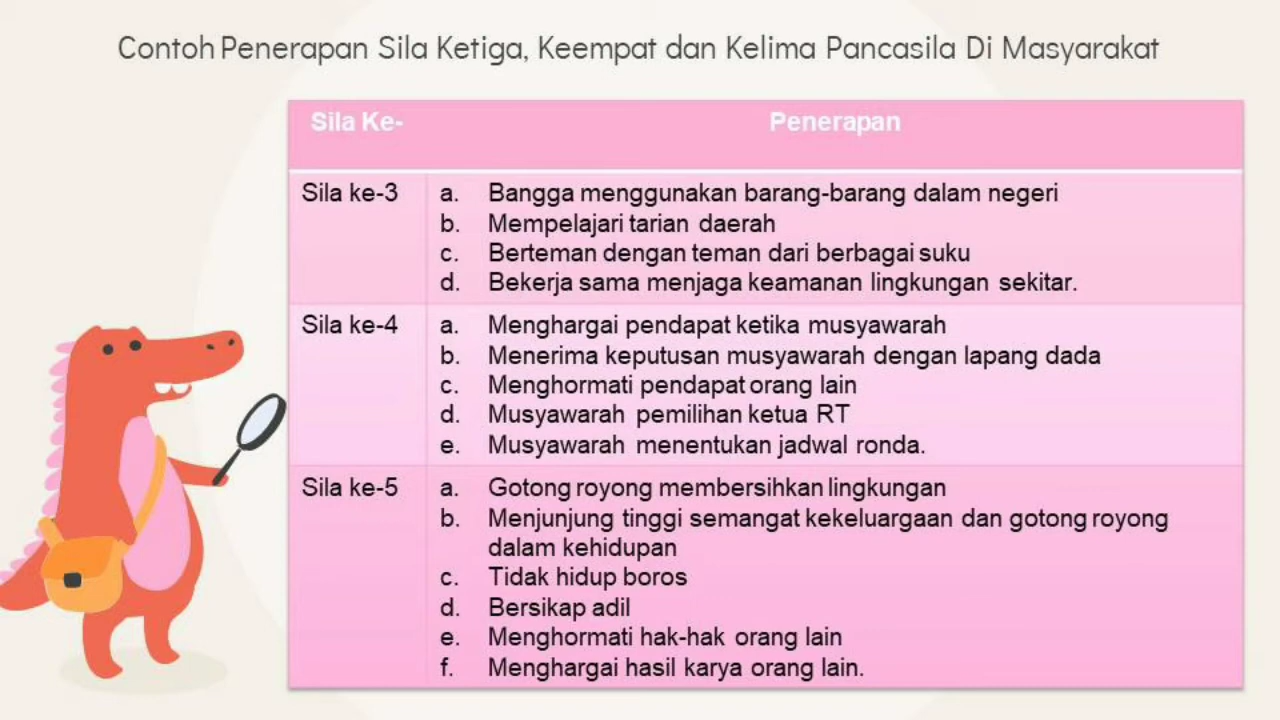 Contoh Penerapan Sila Ketiga, Keempat dan Kelima Pancasila Di Masyarakat
Sila Ke- Penerapan
Sila ke-3 a. Bangga menggunakan barang-barang dalam negeri
b. Mempelajari tarian daerah
c. Berteman dengan teman dari berbagai suku
d. Bekerja sama menjaga keamanan lingkungan sekitar.
Sila ke-4 a. Menghargai pendapat ketika musyawarah
b. Menerima keputusan musyawarah dengan lapang dada
c. Menghormati pendapat orang lain
d. Musyawarah pemilihan ketua RT
e. Musyawarah menentukan jadwal ronda.
Sila ke-5 a. Gotong royong membersihkan lingkungan
b. Menjunjung tinggi semangat kekeluargaan dan gotong royong
dalam kehidupan
c. Tidak hidup boros
d. Bersikap adil
e. Menghormati hak-hak orang lain
f. Menghargai hasil karya orang lain.